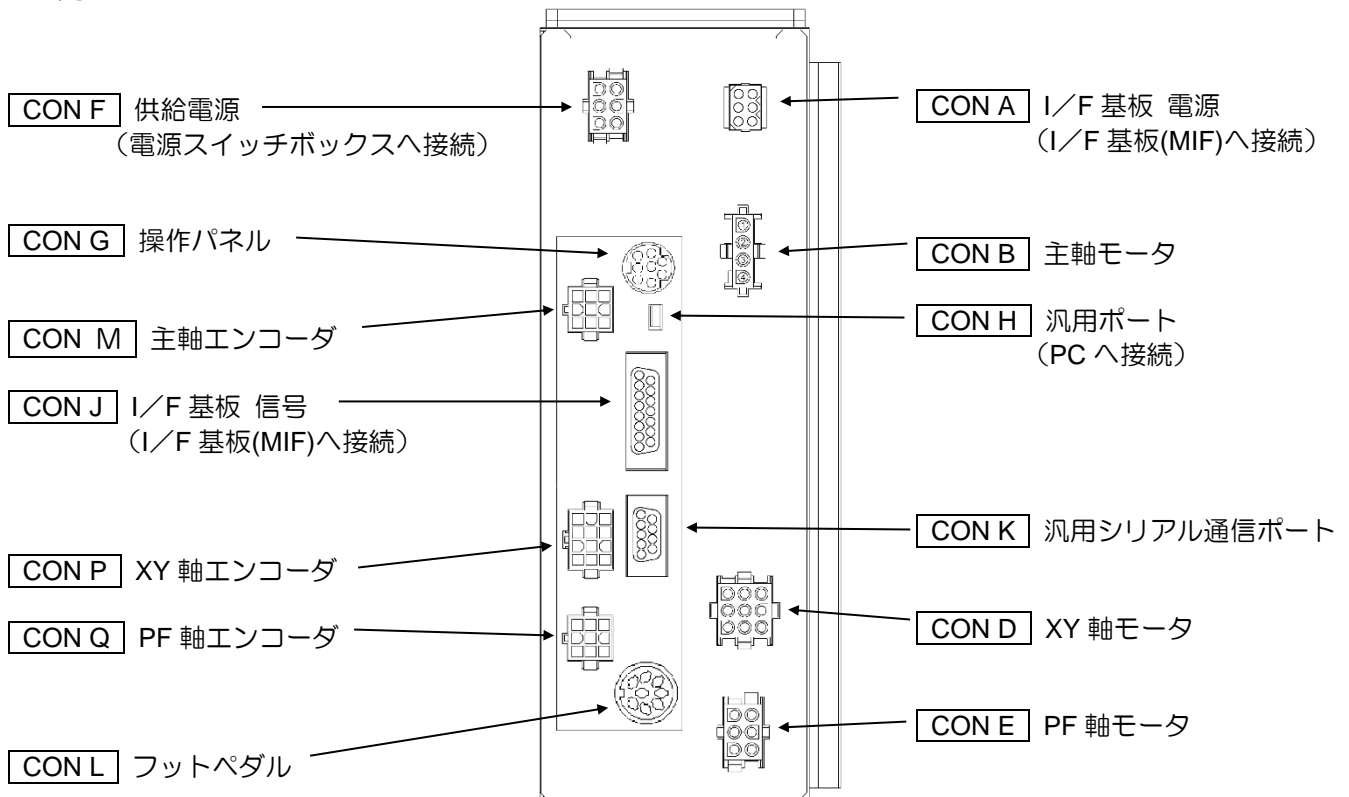 CON F 供給電源
（電源スイッチボックスへ接続）
CON G 操作パネル
CON M 主軸エンコーダ
CON J I／F 基板 信号
（I／F 基板(MIF)へ接続）
CON P XY 軸エンコーダ
CON Q PF 軸エンコーダ
CON L フットペダル
CON A I／F 基板 電源
（I／F 基板(MIF)へ接続）
CON B 主軸モータ
CON H 汎用ポート
（PC へ接続）
CON K 汎用シリアル通信ポート
CON D XY 軸モータ
CON E PF 軸モータ